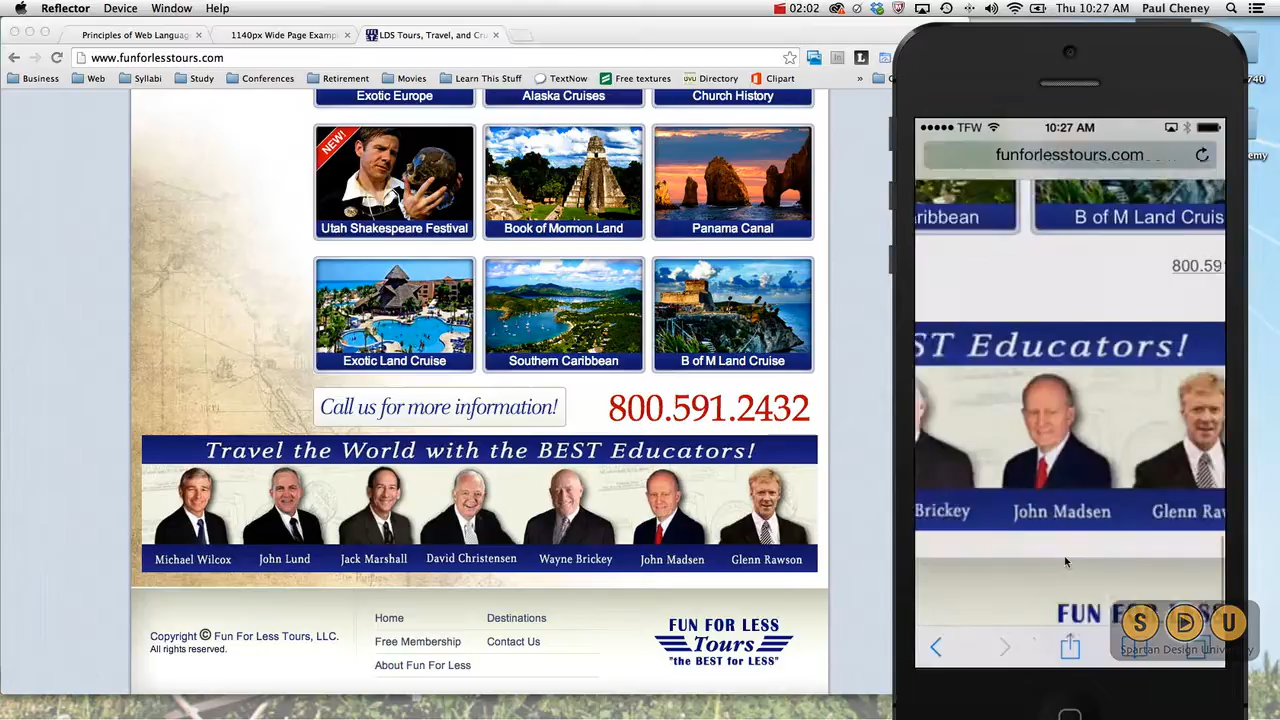 Reflector Device Window Help 02:02 Thu 10:27 AM Paul Cheney
Principles of Web Languag 1140px Wide Page Exampl LDS Tours, Travel, and Cru
www.funforlesstours.com
Business Web Syllabi Study Conferences Retirement Movies Learn This Stuff TextNow Free textures Directory Clipart »
740
emy
Exotic Europe Alaska Cruises Church History
NEW!
Utah Shakespeare Festival Book of Mormon Land Panama Canal
Exotic Land Cruise Southern Caribbean B of M Land Cruise
Call us for more information! 800.591.2432
Travel the World with the BEST Educators!
Michael Wilcox John Lund Jack Marshall David Christensen Wayne Brickey John Madsen Glenn Rawson
Copyright © Fun For Less Tours, LLC.
All rights reserved.
Home Destinations
Free Membership Contact Us
About Fun For Less
FUN FOR LESS
Tours
"the BEST for LESS"
TFW 10:27 AM
funforlesstours.com
ribbean B of M Land Cruis
800.59
ST Educators!
Brickey John Madsen Glenn Raw
FUN
S D U
Spartan Design University